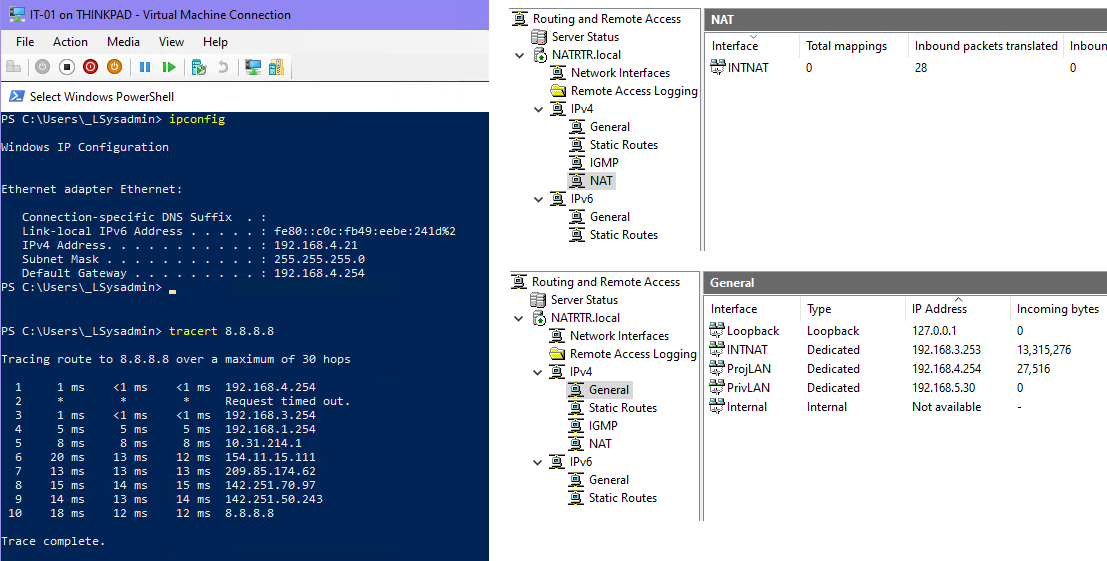 IT-01 on THINKPAD - Virtual Machine Connection
File Action Media View Help
Select Windows PowerShell
PS C:\Users\_LSysadmin> ipconfig
Windows IP Configuration
Ethernet adapter Ethernet:
Connection-specific DNS Suffix  . :
Link-local IPv6 Address . . . . . : fe80::c0c:fb49:eebe:241d%2
IPv4 Address. . . . . . . . . . . : 192.168.4.21
Subnet Mask . . . . . . . . . . . : 255.255.255.0
Default Gateway . . . . . . . . . : 192.168.4.254
PS C:\Users\_LSysadmin>
PS C:\Users\_LSysadmin> tracert 8.8.8.8
Tracing route to 8.8.8.8 over a maximum of 30 hops
1 1 ms <1 ms <1 ms 192.168.4.254
2 * * * Request timed out.
3 1 ms <1 ms <1 ms 192.168.3.254
4 5 ms 5 ms 5 ms 192.168.1.254
5 8 ms 8 ms 8 ms 10.31.214.1
6 20 ms 13 ms 12 ms 154.11.15.111
7 13 ms 13 ms 13 ms 209.85.174.62
8 15 ms 14 ms 15 ms 142.251.70.97
9 14 ms 13 ms 14 ms 142.251.50.243
10 18 ms 12 ms 12 ms 8.8.8.8
Trace complete.
Routing and Remote Access
Server Status
NATRTR.local
Network Interfaces
Remote Access Logging
IPv4
General
Static Routes
IGMP
NAT
IPv6
General
Static Routes
NAT
Interface Total mappings Inbound packets translated Inboun
INTNAT 0 28 0
Routing and Remote Access
Server Status
NATRTR.local
Network Interfaces
Remote Access Logging
IPv4
General
Static Routes
IGMP
NAT
IPv6
General
Static Routes
General
Interface Type IP Address Incoming bytes
Loopback Loopback 127.0.0.1 0
INTNAT Dedicated 192.168.3.253 13,315,276
ProjLAN Dedicated 192.168.4.254 27,516
PrivLAN Dedicated 192.168.5.30 0
Internal Internal Not available -